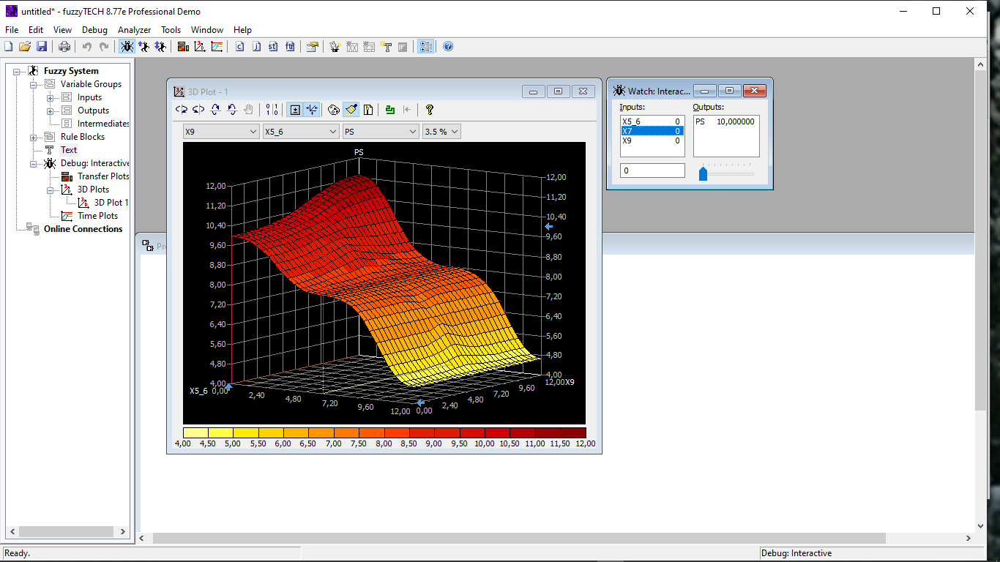 untitled* - fuzzyTECH 8.77e Professional Demo
File Edit View Debug Analyzer Tools Window Help
Fuzzy System
Variable Groups
Inputs
Outputs
Intermediates
Rule Blocks
Text
Debug: Interactive
Transfer Plots
3D Plots
3D Plot 1
Time Plots
Online Connections
3D Plot - 1
X9 X5_6 PS 3.5 %
PS
12,00
11,20
10,40
9,60
8,80
8,00
7,20
6,40
5,60
4,80
4,00
12,00
11,20
10,40
9,60
8,80
8,00
7,20
6,40
5,60
4,80
4,00
X5_6 0,00 2,40 4,80 7,20 9,60 12,00
0,00 2,40 4,80 7,20 9,60 12,00 X9
4,00 4,50 5,00 5,50 6,00 6,50 7,00 7,50 8,00 8,50 9,00 9,50 10,00 10,50 11,00 11,50 12,00
Watch: Interac...
Inputs: Outputs:
X5_6 0 PS 10,000000
X7 0
X9 0
0
Ready. Debug: Interactive